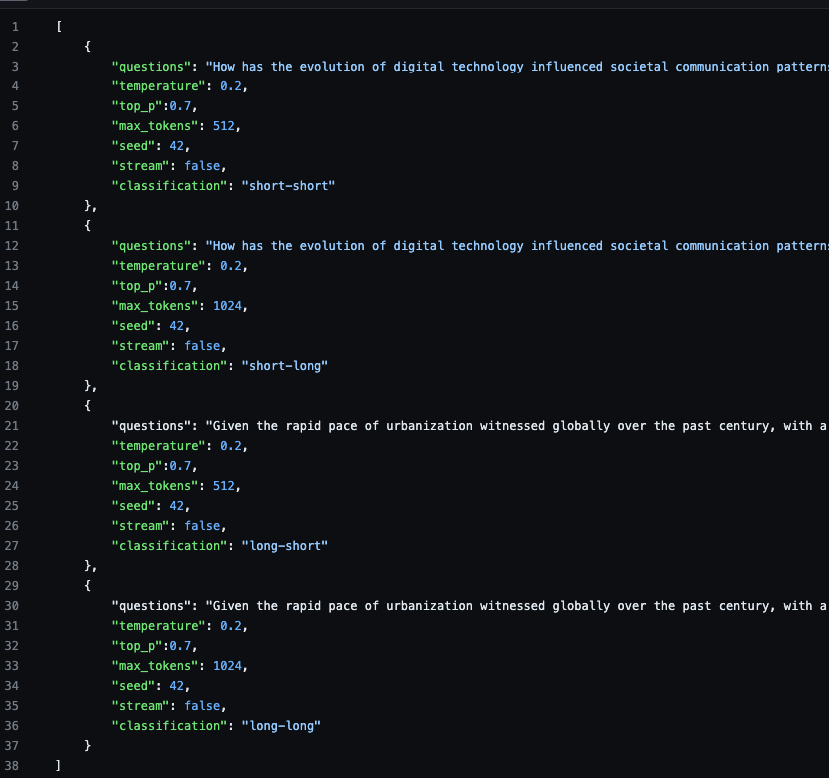 1 [
2 {
3 "questions": "How has the evolution of digital technology influenced societal communication patterns
4 "temperature": 0.2,
5 "top_p":0.7,
6 "max_tokens": 512,
7 "seed": 42,
8 "stream": false,
9 "classification": "short-short"
10 },
11 {
12 "questions": "How has the evolution of digital technology influenced societal communication patterns
13 "temperature": 0.2,
14 "top_p":0.7,
15 "max_tokens": 1024,
16 "seed": 42,
17 "stream": false,
18 "classification": "short-long"
19 },
20 {
21 "questions": "Given the rapid pace of urbanization witnessed globally over the past century, with a
22 "temperature": 0.2,
23 "top_p":0.7,
24 "max_tokens": 512,
25 "seed": 42,
26 "stream": false,
27 "classification": "long-short"
28 },
29 {
30 "questions": "Given the rapid pace of urbanization witnessed globally over the past century, with a
31 "temperature": 0.2,
32 "top_p":0.7,
33 "max_tokens": 1024,
34 "seed": 42,
35 "stream": false,
36 "classification": "long-long"
37 }
38 ]